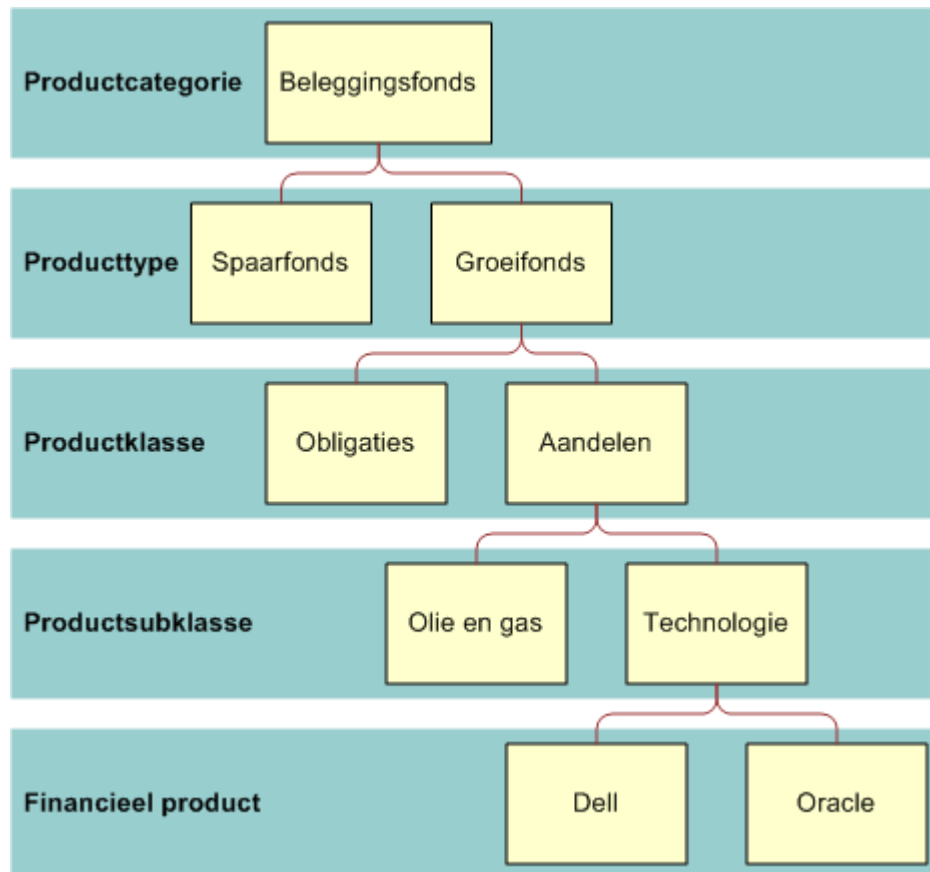 Productcategorie
Beleggingsfonds
Producttype
Spaarfonds
Groeifonds
Productklasse
Obligaties
Aandelen
Productsubklasse
Olie en gas
Technologie
Financieel product
Dell
Oracle